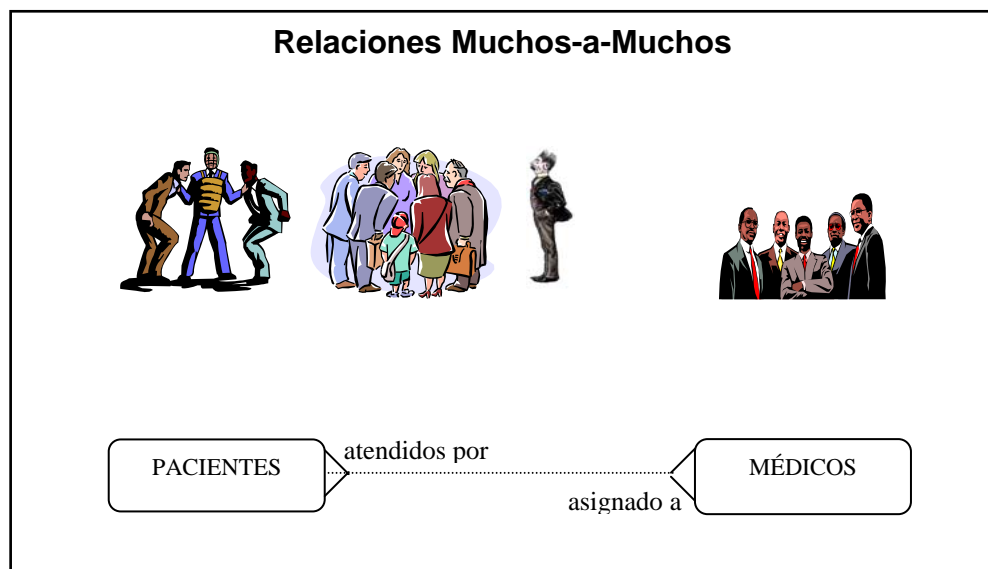 Relaciones Muchos-a-Muchos
atendidos por
PACIENTES
MÉDICOS
asignado a